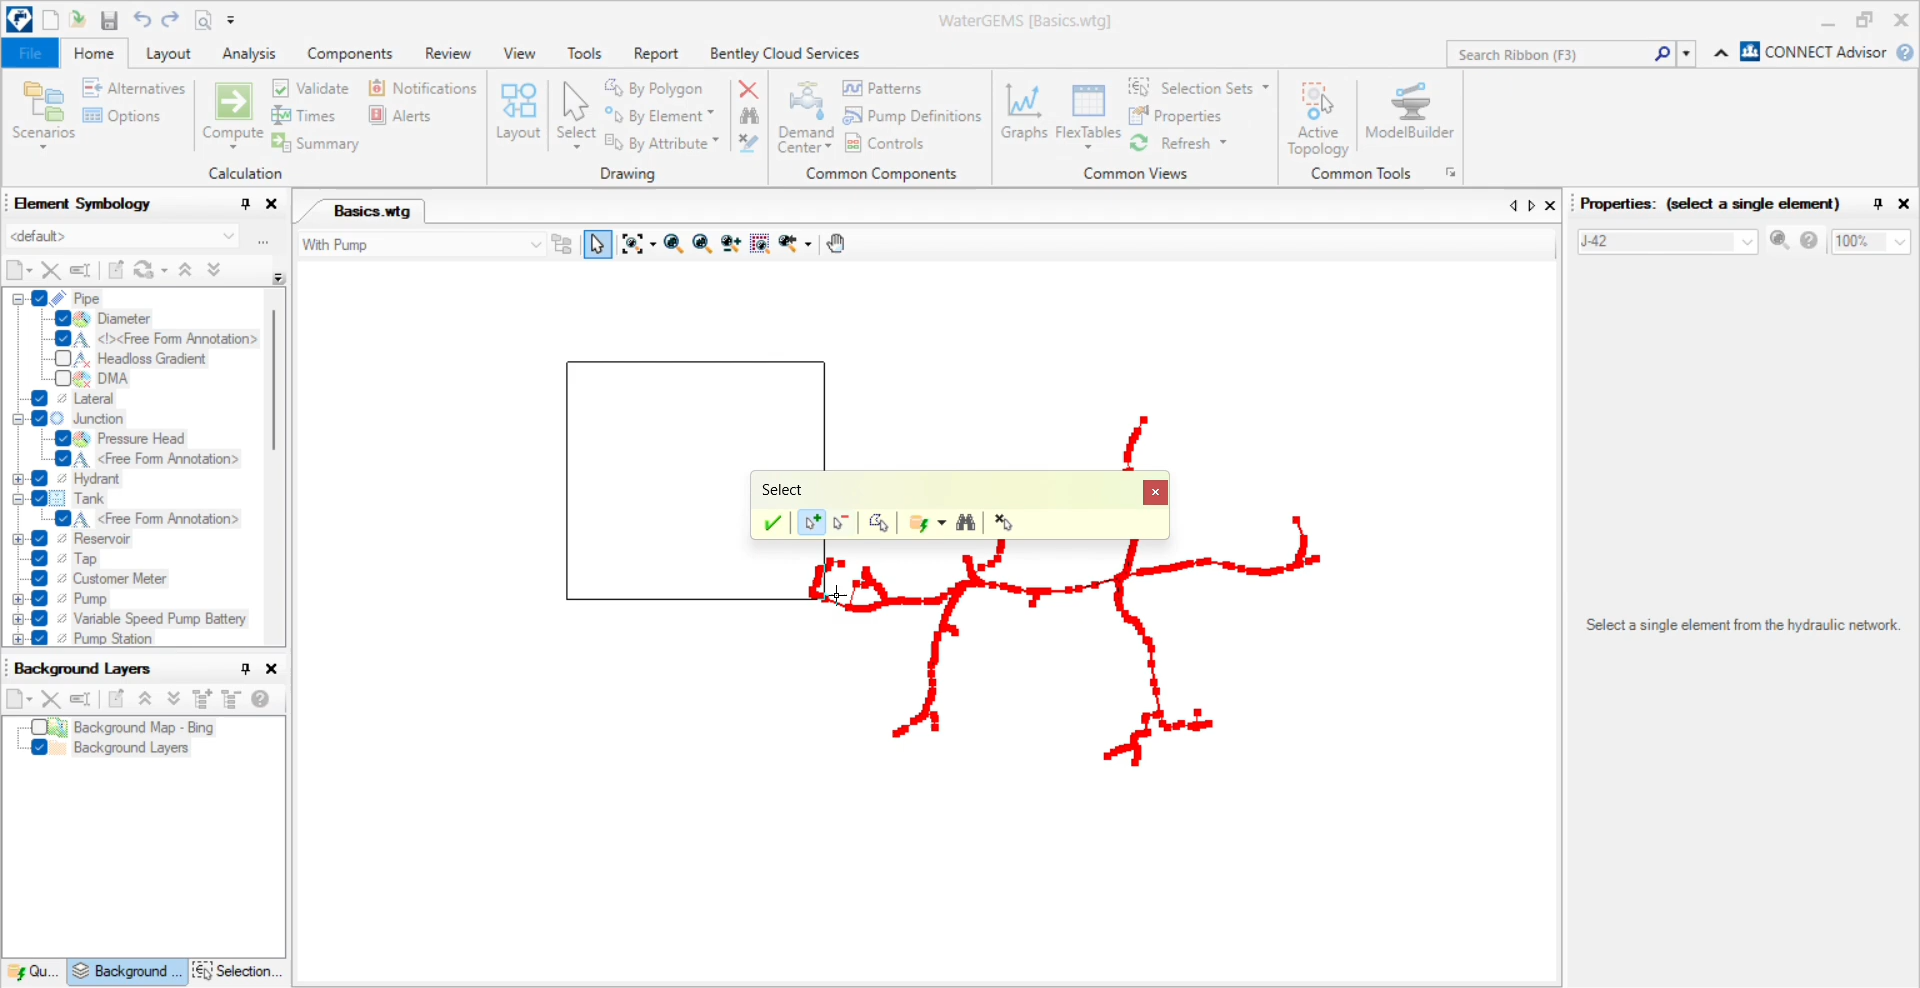 WaterGEMS [Basics.wtg]
File Home Layout Analysis Components Review View Tools Report Bentley Cloud Services
Search Ribbon (F3)
CONNECT Advisor
Scenarios
Alternatives
Options
Compute
Validate
Times
Summary
Notifications
Alerts
Calculation
Layout
Select
By Polygon
By Element
By Attribute
Drawing
Demand
Center
Patterns
Pump Definitions
Controls
Common Components
Graphs
FlexTables
Selection Sets
Properties
Refresh
Common Views
Active
Topology
ModelBuilder
Common Tools
Element Symbology
<default>
...
Pipe
Diameter
<!><Free Form Annotation>
Headloss Gradient
DMA
Lateral
Junction
Pressure Head
<Free Form Annotation>
Hydrant
Tank
<Free Form Annotation>
Reservoir
Tap
Customer Meter
Pump
Variable Speed Pump Battery
Pump Station
Background Layers
Background Map - Bing
Background Layers
Qu...
Background ...
Selection...
Basics.wtg
With Pump
Select
Properties: (select a single element)
J-42
100%
Select a single element from the hydraulic network.